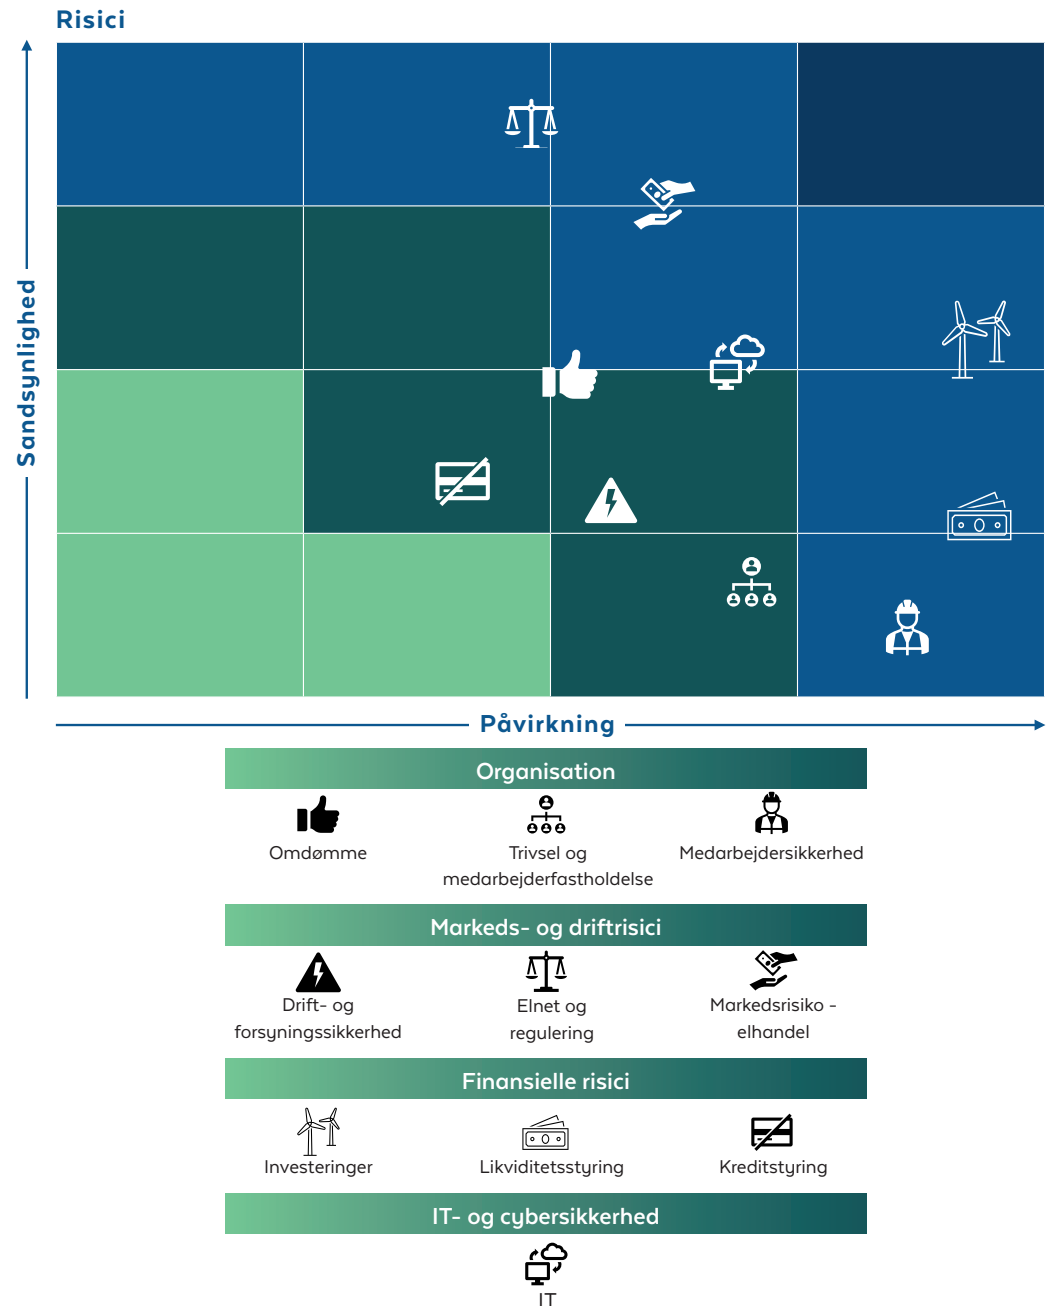 Risici
Sandsynlighed
Påvirkning
Organisation
Omdømme
Trivsel og
medarbejderfastholdelse
Medarbejdersikkerhed
Markeds- og driftrisici
Drift- og
forsyningssikkerhed
Elnet og
regulering
Markedsrisiko -
elhandel
Finansielle risici
Investeringer
Likviditetsstyring
Kreditstyring
IT- og cybersikkerhed
IT